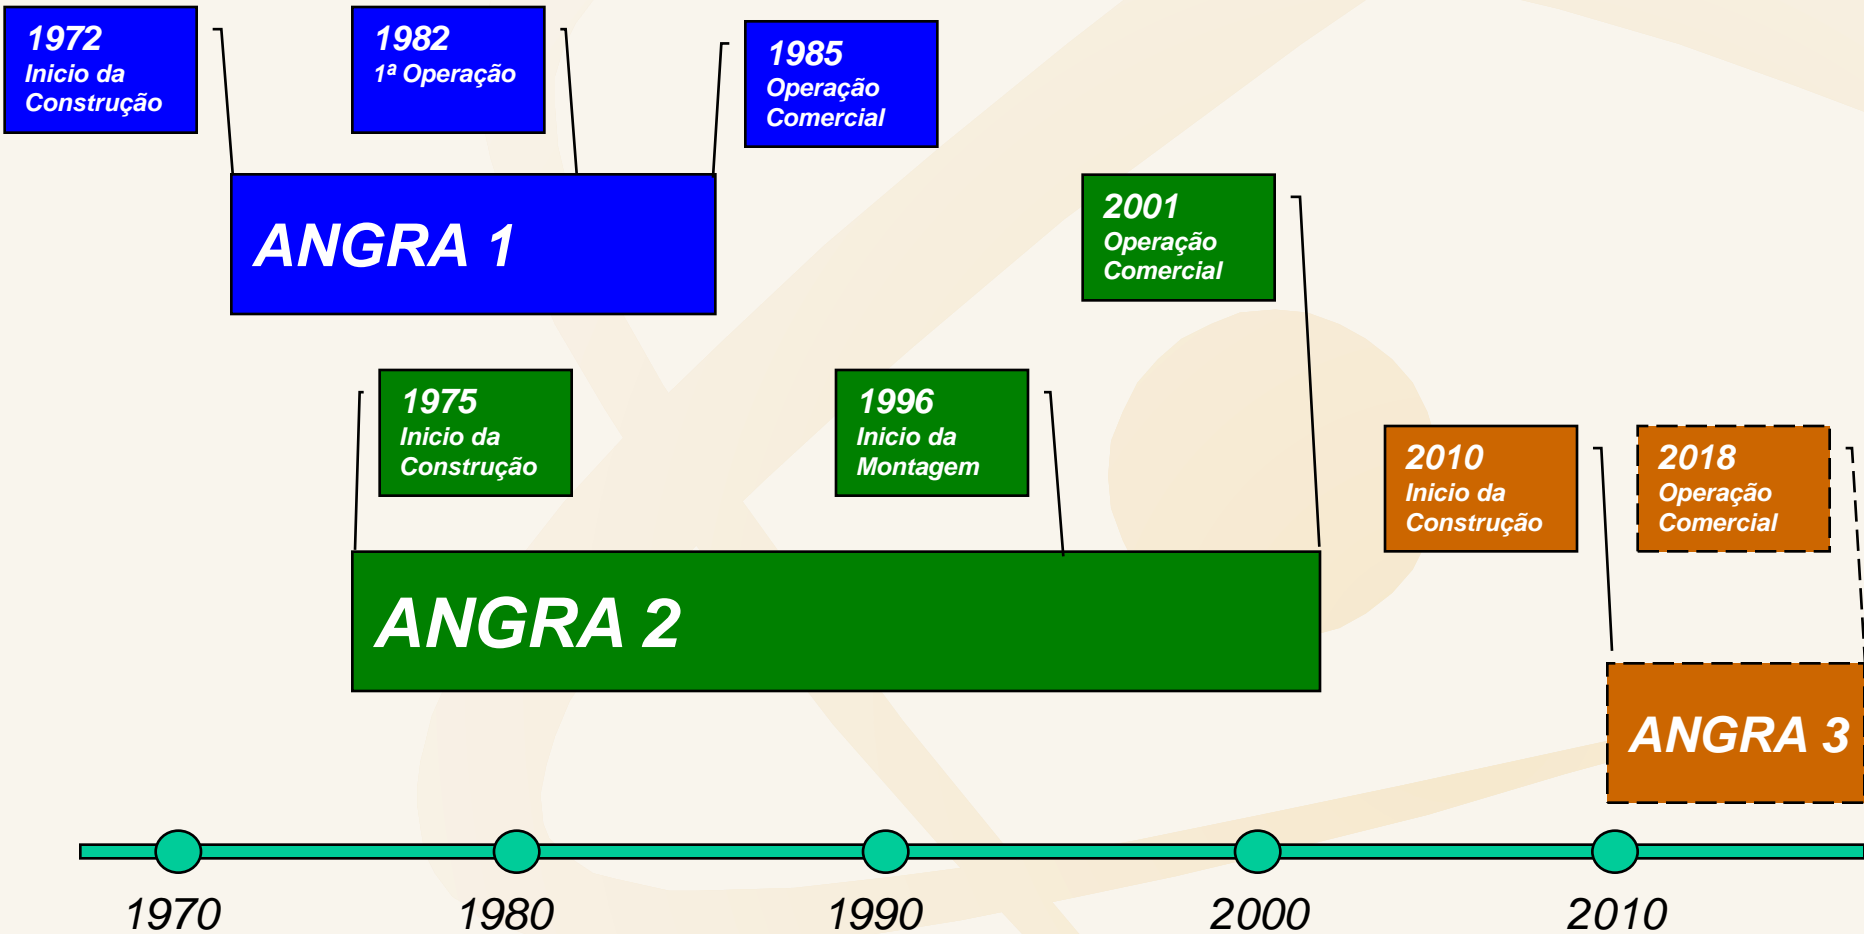 1972
Inicio da
Construção
1982
1ª Operação
1985
Operação
Comercial
ANGRA 1
2001
Operação
Comercial
1975
Inicio da
Construção
1996
Inicio da
Montagem
2010
Inicio da
Construção
2018
Operação
Comercial
ANGRA 2
ANGRA 3
1970
1980
1990
2000
2010